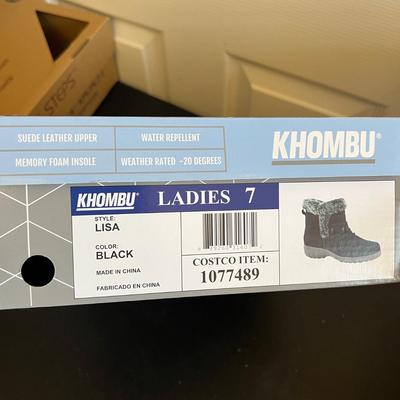 STEPS
SUEDE LEATHER UPPER
WATER REPELLENT
MEMORY FOAM INSOLE
WEATHER RATED -20 DEGREES
KHOMBU®
KHOMBU® LADIES 7
STYLE:
LISA
COLOR:
BLACK
MADE IN CHINA
FABRICADO EN CHINA
COSTCO ITEM:
1077489